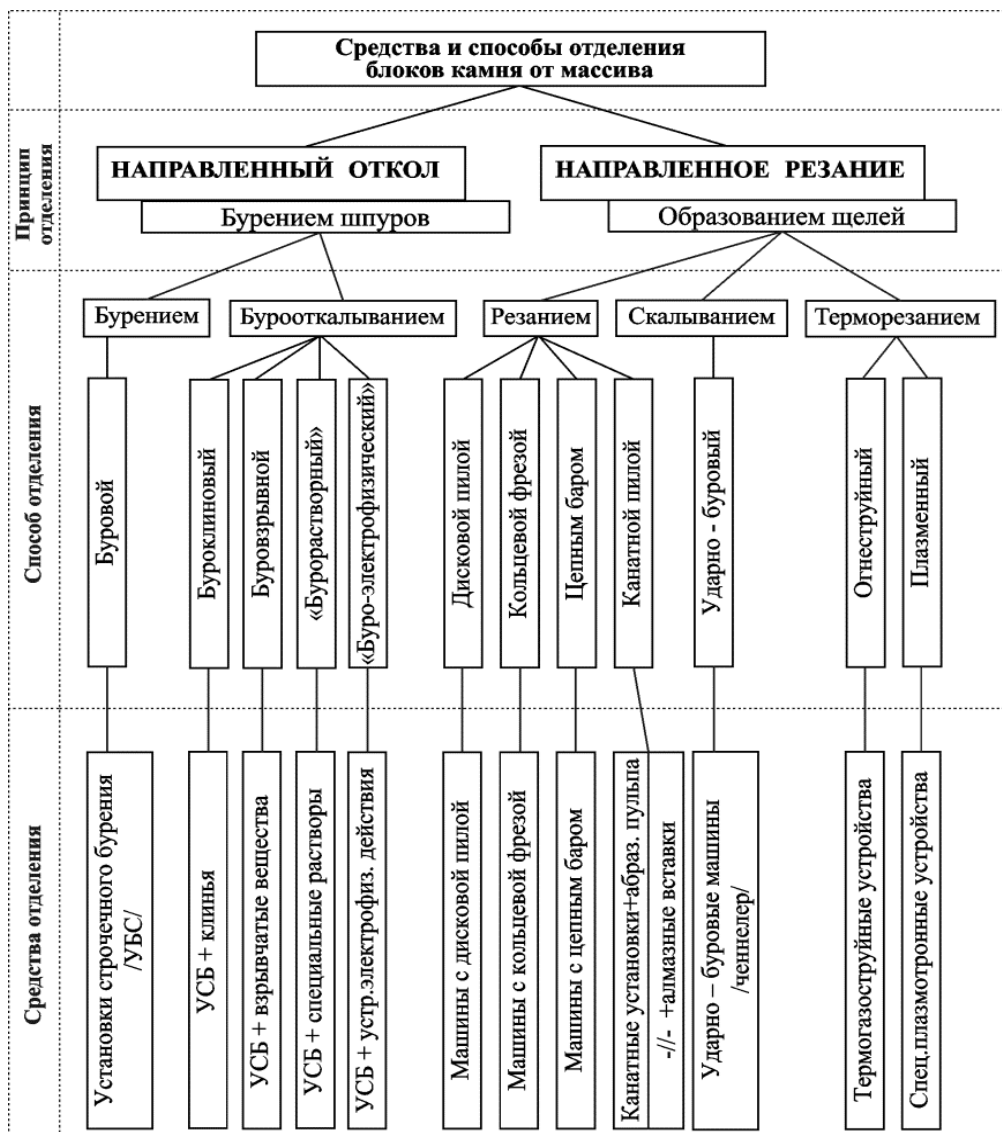 Средства и способы отделения
блоков камня от массива
Принцип
отделения
НАПРАВЛЕННЫЙ ОТКОЛ
НАПРАВЛЕННОЕ РЕЗАНИЕ
Бурением шпуров
Образованием щелей
Способ отделения
Бурением
Бурооткалыванием
Резанием
Скалыванием
Терморезанием
Буровой
Буроклиновый
Буровзрывной
«Бурорастворный»
«Буро-электрофизический»
Дисковой пилой
Кольцевой фрезой
Цепным баром
Канатной пилой
Ударно - буровый
Огнеструйный
Плазменный
Средства отделения
Установки строчечного бурения
/УБС/
УСБ + клинья
УСБ + взрывчатые вещества
УСБ + специальные растворы
УСБ + устр.электрофиз. действия
Машины с дисковой пилой
Машины с кольцевой фрезой
Машины с цепным баром
Канатные установки+абраз. пульпа
-//- +алмазные вставки
Ударно – буровые машины
/ченнелер/
Термогазоструйные устройства
Спец.плазмотронные устройства